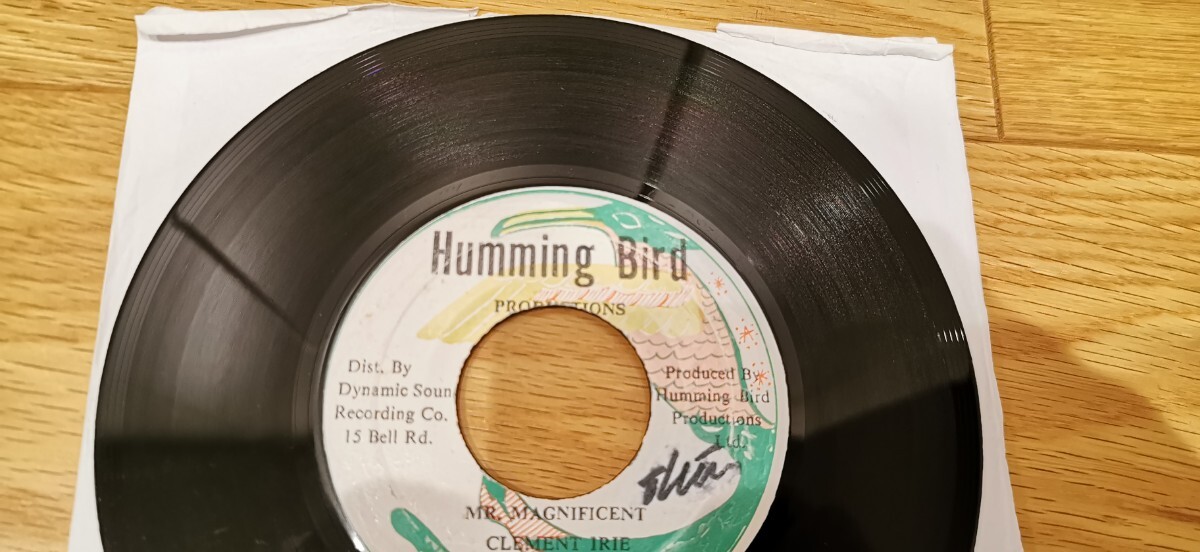 Humming Bird
PRODUCTIONS
Dist. By
Dynamic Soun
Recording Co.
15 Bell Rd.
Produced By
Humming Bird
Productions
Ltd.
MR. MAGNIFICENT
CLEMENT IRIE